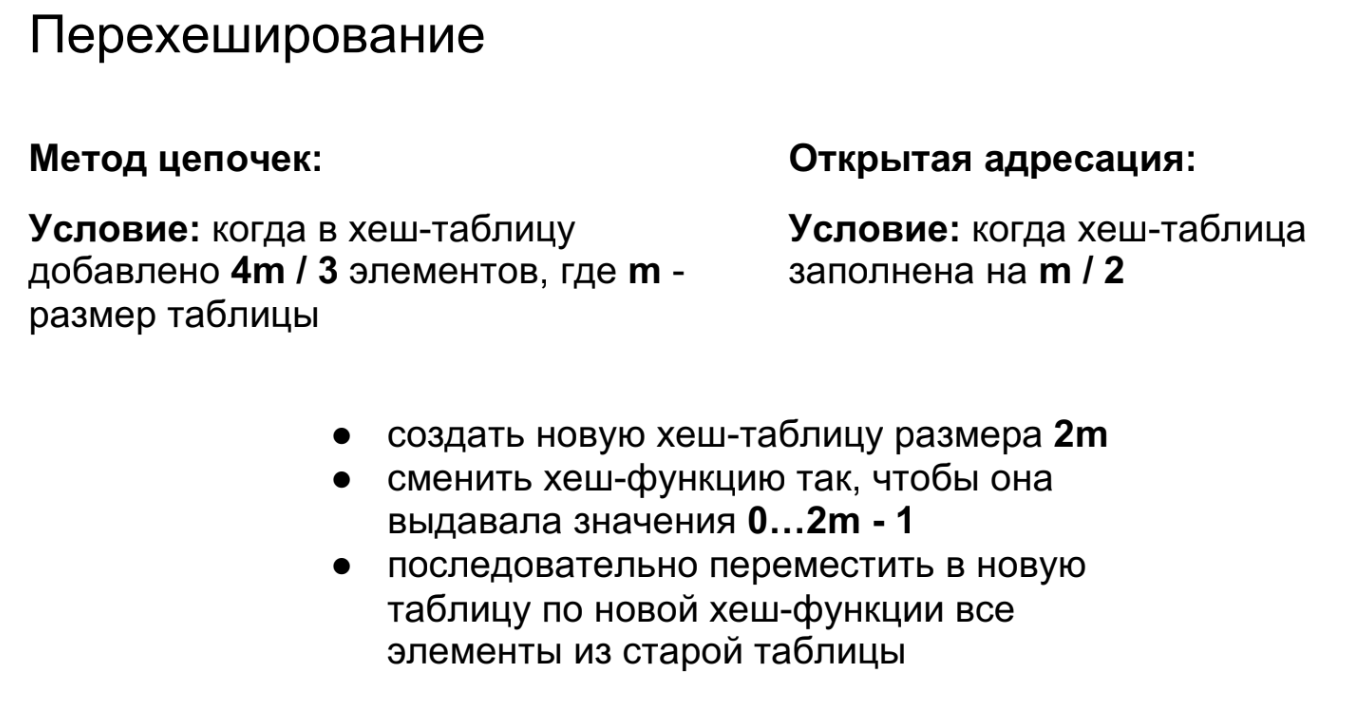 Перехеширование
Метод цепочек:
Условие: когда в хеш-таблицу
добавлено 4m / 3 элементов, где m -
размер таблицы
Открытая адресация:
Условие: когда хеш-таблица
заполнена на m / 2
● создать новую хеш-таблицу размера 2m
● сменить хеш-функцию так, чтобы она
выдавала значения 0…2m - 1
● последовательно переместить в новую
таблицу по новой хеш-функции все
элементы из старой таблицы